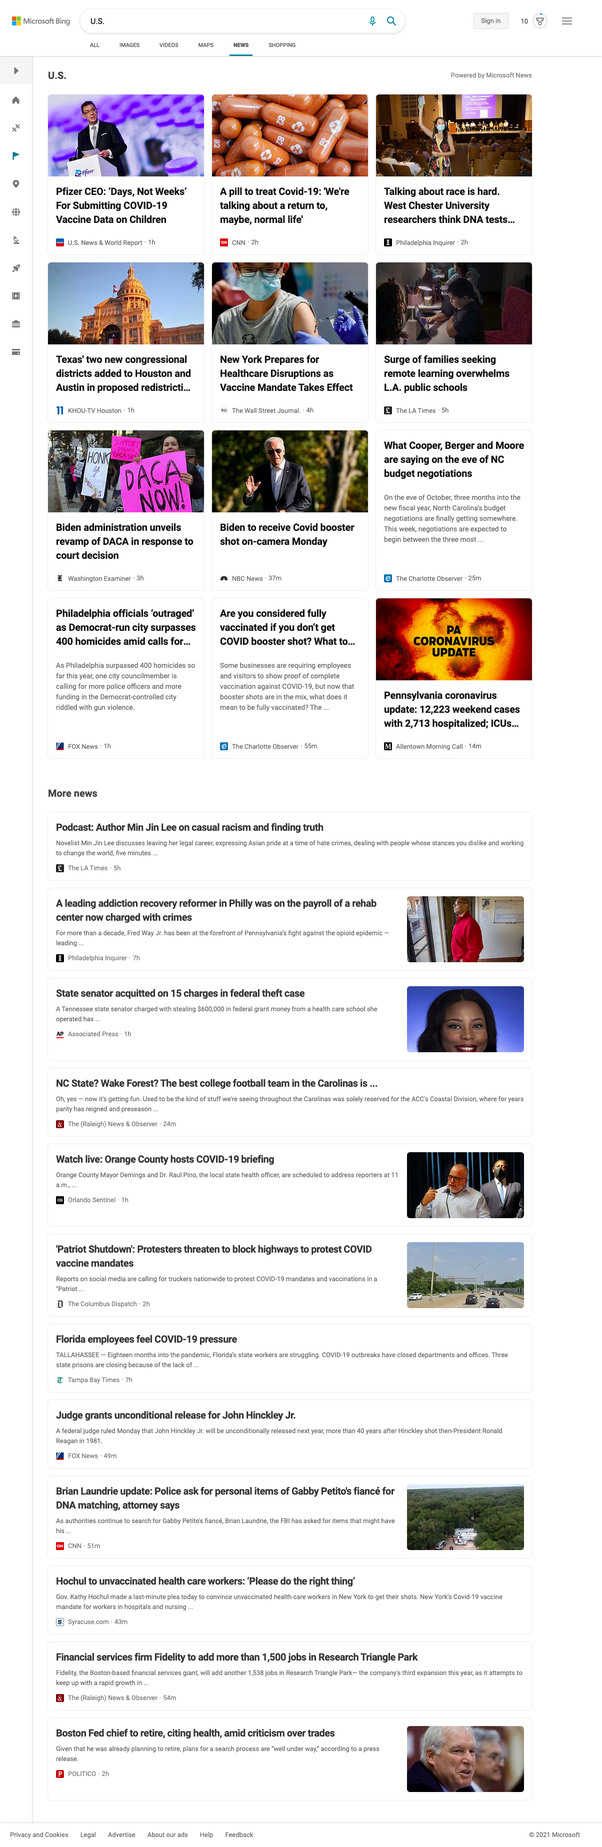 Microsoft Bing
U.S.
Sign in
10
ALL
IMAGES
VIDEOS
MAPS
NEWS
SHOPPING
U.S.
Powered by Microsoft News
Pfizer
Pfizer CEO: ‘Days, Not Weeks’
For Submitting COVID-19
Vaccine Data on Children
U.S. News & World Report · 1h
A pill to treat Covid-19: 'We're
talking about a return to,
maybe, normal life'
CNN · 2h
Talking about race is hard.
West Chester University
researchers think DNA tests...
Philadelphia Inquirer · 2h
Texas' two new congressional
districts added to Houston and
Austin in proposed redistricti...
KHOU-TV Houston · 1h
New York Prepares for
Healthcare Disruptions as
Vaccine Mandate Takes Effect
The Wall Street Journal. · 4h
Surge of families seeking
remote learning overwhelms
L.A. public schools
The LA Times · 5h
HONK
SUPPORT
DACA
NOW!
Biden administration unveils
revamp of DACA in response to
court decision
Washington Examiner · 3h
Biden to receive Covid booster
shot on-camera Monday
NBC News · 37m
What Cooper, Berger and Moore
are saying on the eve of NC
budget negotiations
On the eve of October, three months into the
new fiscal year, North Carolina's budget
negotiations are finally getting somewhere.
This week, negotiations are expected to
begin between the three most ...
The Charlotte Observer · 25m
Philadelphia officials ‘outraged’
as Democrat-run city surpasses
400 homicides amid calls for...
As Philadelphia surpassed 400 homicides so
far this year, one city councilmember is
calling for more police officers and more
funding in the Democrat-controlled city
riddled with gun violence.
FOX News · 1h
Are you considered fully
vaccinated if you don’t get
COVID booster shot? What to...
Some businesses are requiring employees
and visitors to show proof of complete
vaccination against COVID-19, but now that
booster shots are in the mix, what does it
mean to be fully vaccinated? The ...
The Charlotte Observer · 55m
PA
CORONAVIRUS
UPDATE
Pennsylvania coronavirus
update: 12,223 weekend cases
with 2,713 hospitalized; ICUs...
Allentown Morning Call · 14m
More news
Podcast: Author Min Jin Lee on casual racism and finding truth
Novelist Min Jin Lee discusses leaving her legal career, expressing Asian pride at a time of hate crimes, dealing with people whose stances you dislike and working
to change the world, five minutes ...
The LA Times · 5h
A leading addiction recovery reformer in Philly was on the payroll of a rehab
center now charged with crimes
For more than a decade, Fred Way Jr. has been at the forefront of Pennsylvania's fight against the opioid epidemic —
leading ...
Philadelphia Inquirer · 7h
State senator acquitted on 15 charges in federal theft case
A Tennessee state senator charged with stealing $600,000 in federal grant money from a health care school she
operated has ...
Associated Press · 1h
NC State? Wake Forest? The best college football team in the Carolinas is ...
Oh, yes — now it's getting fun. Used to be the kind of stuff we're seeing throughout the Carolinas was solely reserved for the ACC's Coastal Division, where for years
parity has reigned and preseason ...
The (Raleigh) News & Observer · 24m
Watch live: Orange County hosts COVID-19 briefing
Orange County Mayor Demings and Dr. Raul Pino, the local state health officer, are scheduled to address reporters at 11
a.m., ...
Orlando Sentinel · 1h
'Patriot Shutdown': Protesters threaten to block highways to protest COVID
vaccine mandates
Reports on social media are calling for truckers nationwide to protest COVID-19 mandates and vaccinations in a
"Patriot ...
The Columbus Dispatch · 2h
Florida employees feel COVID-19 pressure
TALLAHASSEE — Eighteen months into the pandemic, Florida's state workers are struggling. COVID-19 outbreaks have closed departments and offices. Three
state prisons are closing because of the lack of ...
Tampa Bay Times · 7h
Judge grants unconditional release for John Hinckley Jr.
A federal judge ruled Monday that John Hinckley Jr. will be unconditionally released next year, more than 40 years after Hinckley shot then-President Ronald
Reagan in 1981.
FOX News · 49m
Brian Laundrie update: Police ask for personal items of Gabby Petito's fiancé for
DNA matching, attorney says
As authorities continue to search for Gabby Petito's fiancé, Brian Laundrie, the FBI has asked for items that might have
his ...
CNN · 51m
Hochul to unvaccinated health care workers: ‘Please do the right thing’
Gov. Kathy Hochul made a last-minute plea today to convince unvaccinated health care workers in New York to get their shots. New York's Covid-19 vaccine
mandate for workers in hospitals and nursing ...
Syracuse.com · 43m
Financial services firm Fidelity to add more than 1,500 jobs in Research Triangle Park
Fidelity, the Boston-based financial services giant, will add another 1,538 jobs in Research Triangle Park— the company's third expansion this year, as it attempts to
keep up with a rapid growth in ...
The (Raleigh) News & Observer · 54m
Boston Fed chief to retire, citing health, amid criticism over trades
Given that he was already planning to retire, plans for a search process are "well under way," according to a press
release.
POLITICO · 2h
Privacy and Cookies
Legal
Advertise
About our ads
Help
Feedback
© 2021 Microsoft